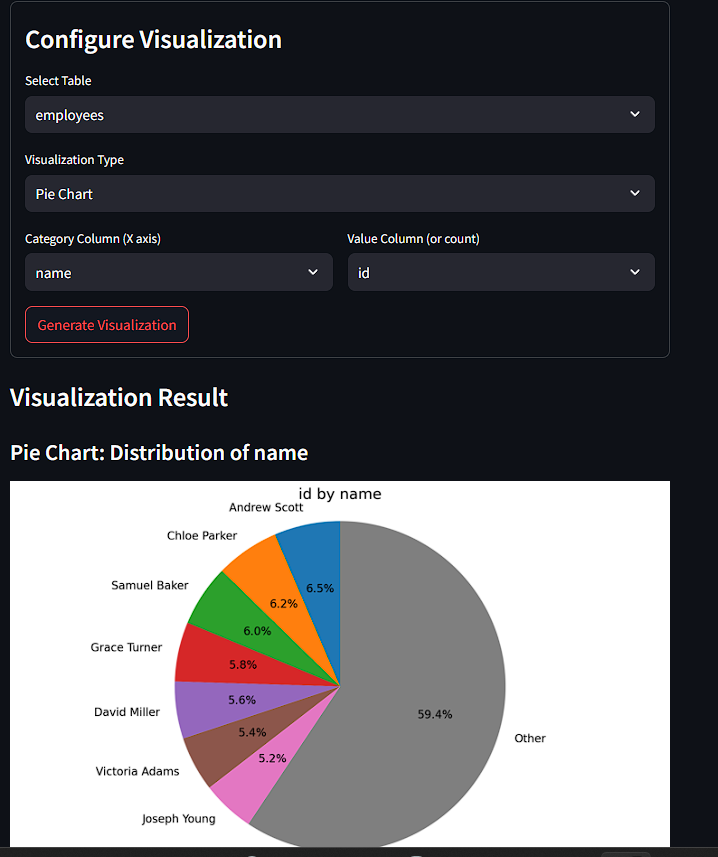 Configure Visualization
Select Table
employees
Visualization Type
Pie Chart
Category Column (X axis)
Value Column (or count)
name
id
Generate Visualization
Visualization Result
Pie Chart: Distribution of name
id by name
Andrew Scott
Chloe Parker
6.5%
Samuel Baker
6.2%
6.0%
Grace Turner
5.8%
5.6%
David Miller
59.4%
5.4%
Other
5.2%
Victoria Adams
Joseph Young